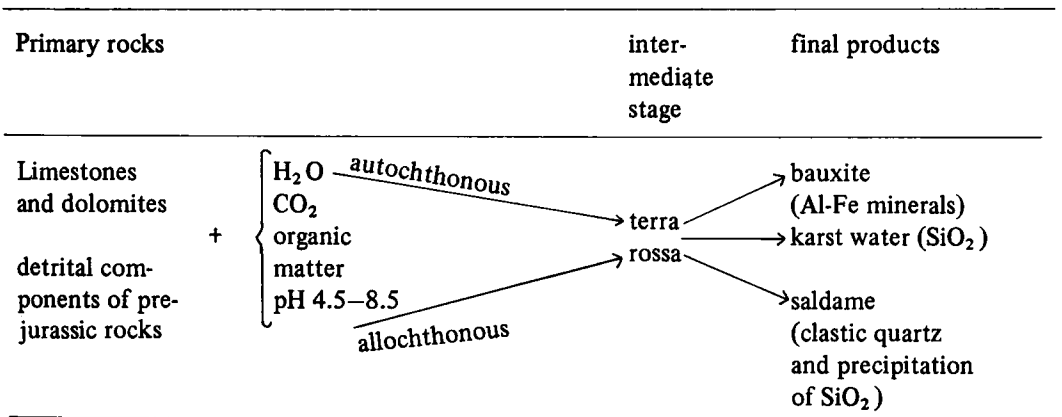 Primary rocks
inter-
mediate
stage
final products
Limestones
and dolomites
detrital com-
ponents of pre-
jurassic rocks
+
H₂O
CO₂
organic
matter
pH 4.5–8.5
autochthonous
allochthonous
terra
rossa
bauxite
(Al-Fe minerals)
karst water (SiO₂)
saldame
(clastic quartz
and precipitation
of SiO₂)